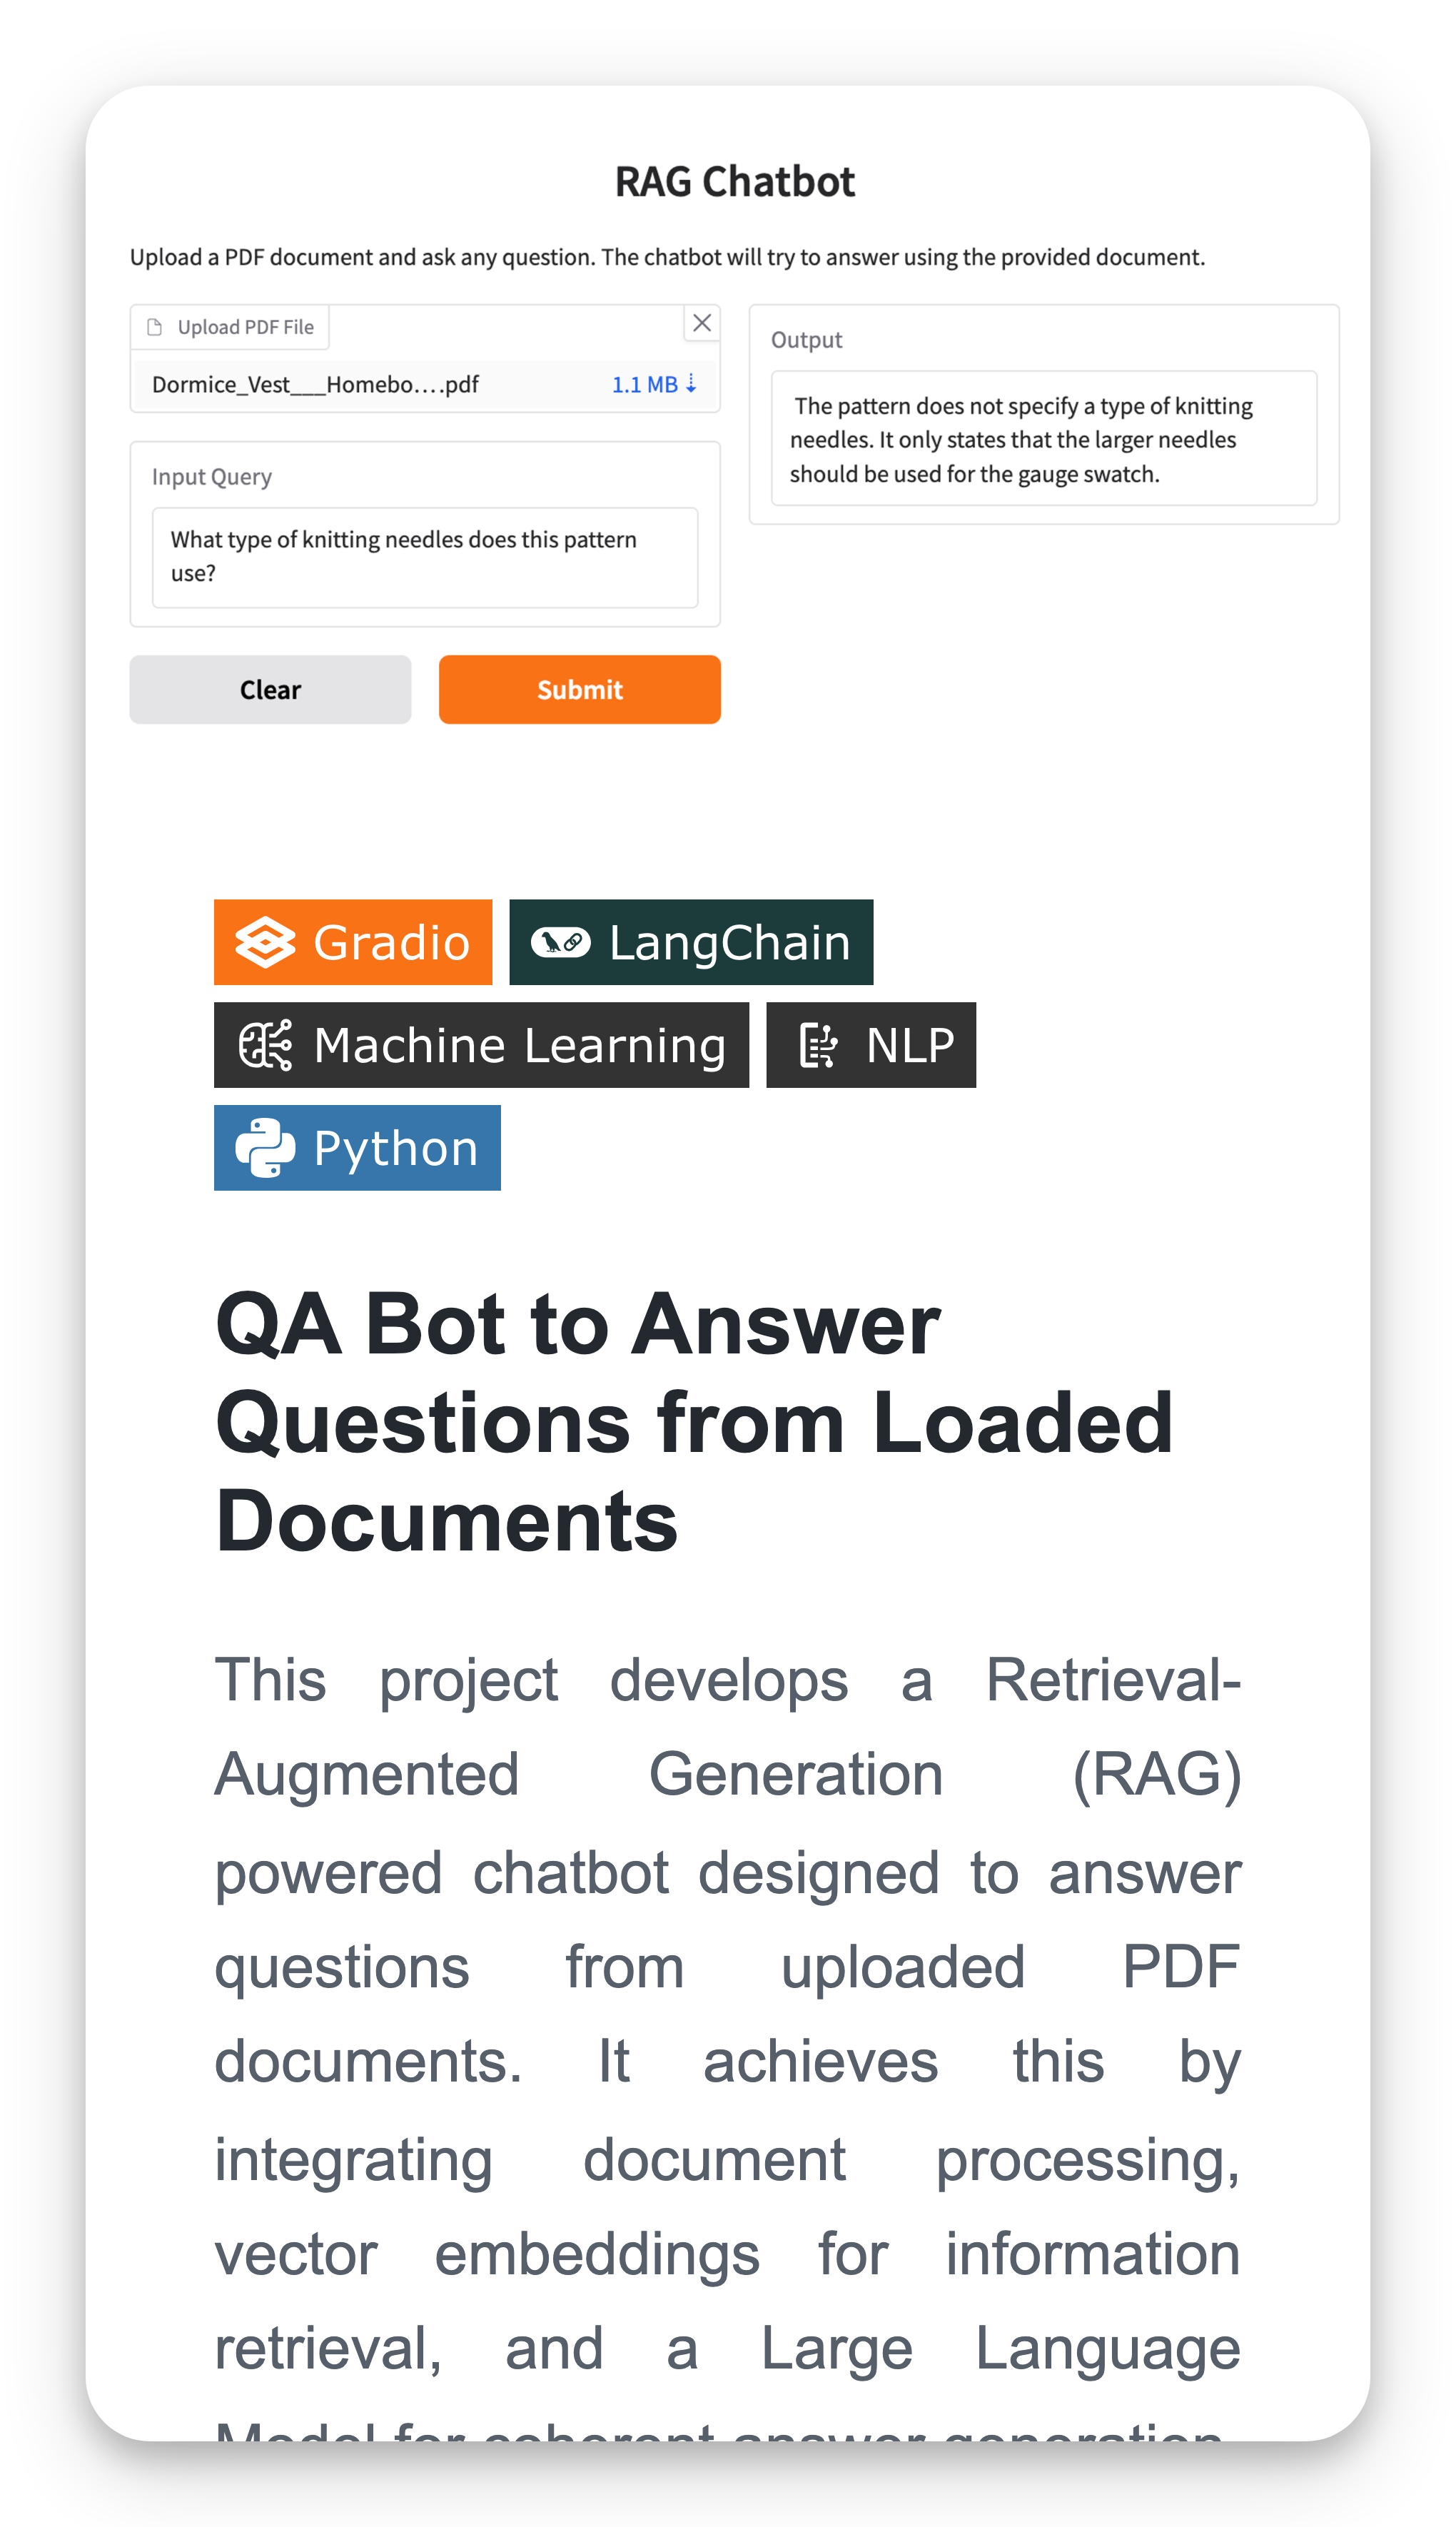 RAG Chatbot
Upload a PDF document and ask any question. The chatbot will try to answer using the provided document.
Upload PDF File
Dormice_Vest___Homebo….pdf 1.1 MB ⇣
Input Query
What type of knitting needles does this pattern
use?
Clear
Submit
Output
The pattern does not specify a type of knitting
needles. It only states that the larger needles
should be used for the gauge swatch.
Gradio
LangChain
Machine Learning
NLP
Python
QA Bot to Answer
Questions from Loaded
Documents
This project develops a Retrieval-
Augmented Generation (RAG)
powered chatbot designed to answer
questions from uploaded PDF
documents. It achieves this by
integrating document processing,
vector embeddings for information
retrieval, and a Large Language
Model for coherent answer generation.